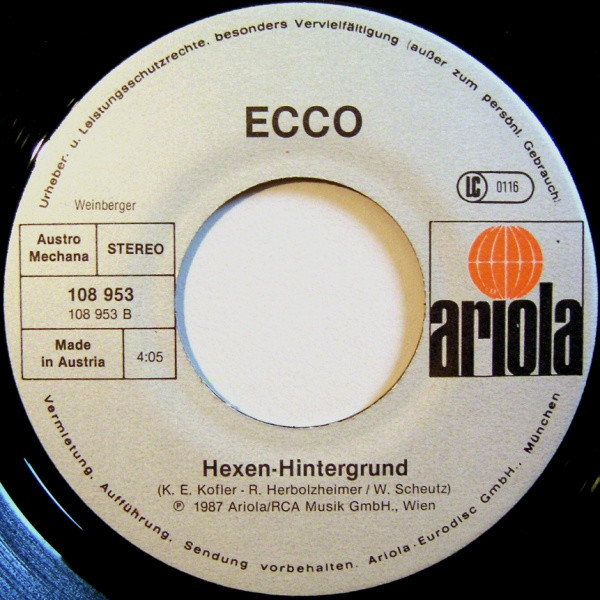 Urheber- u. Leistungsschutzrechte, besonders Vervielfältigung (außer zum persönl. Gebrauch)
ECCO
LC 0116
Weinberger
Austro Mechana
STEREO
108 953
108 953 B
Made in Austria
4:05
ariola
Hexen-Hintergrund
(K. E. Kofler - R. Herbolzheimer / W. Scheutz)
℗ 1987 Ariola/RCA Musik GmbH., Wien
Vermietung, Aufführung, Sendung vorbehalten. Ariola-Eurodisc GmbH., München